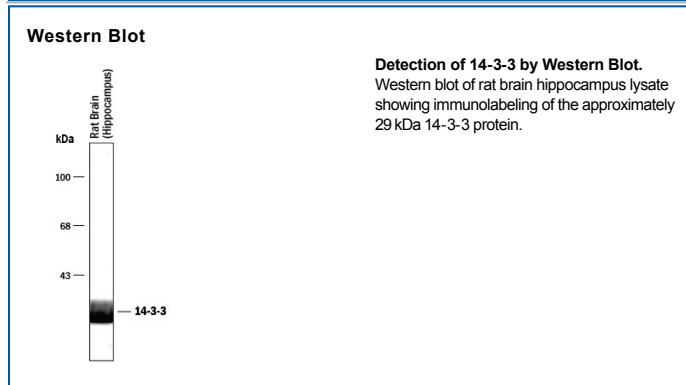 Western Blot
Detection of 14-3-3 by Western Blot.
Western blot of rat brain hippocampus lysate
showing immunolabeling of the approximately
29 kDa 14-3-3 protein.
Rat Brain
(Hippocampus)
kDa
100
68
43
14-3-3